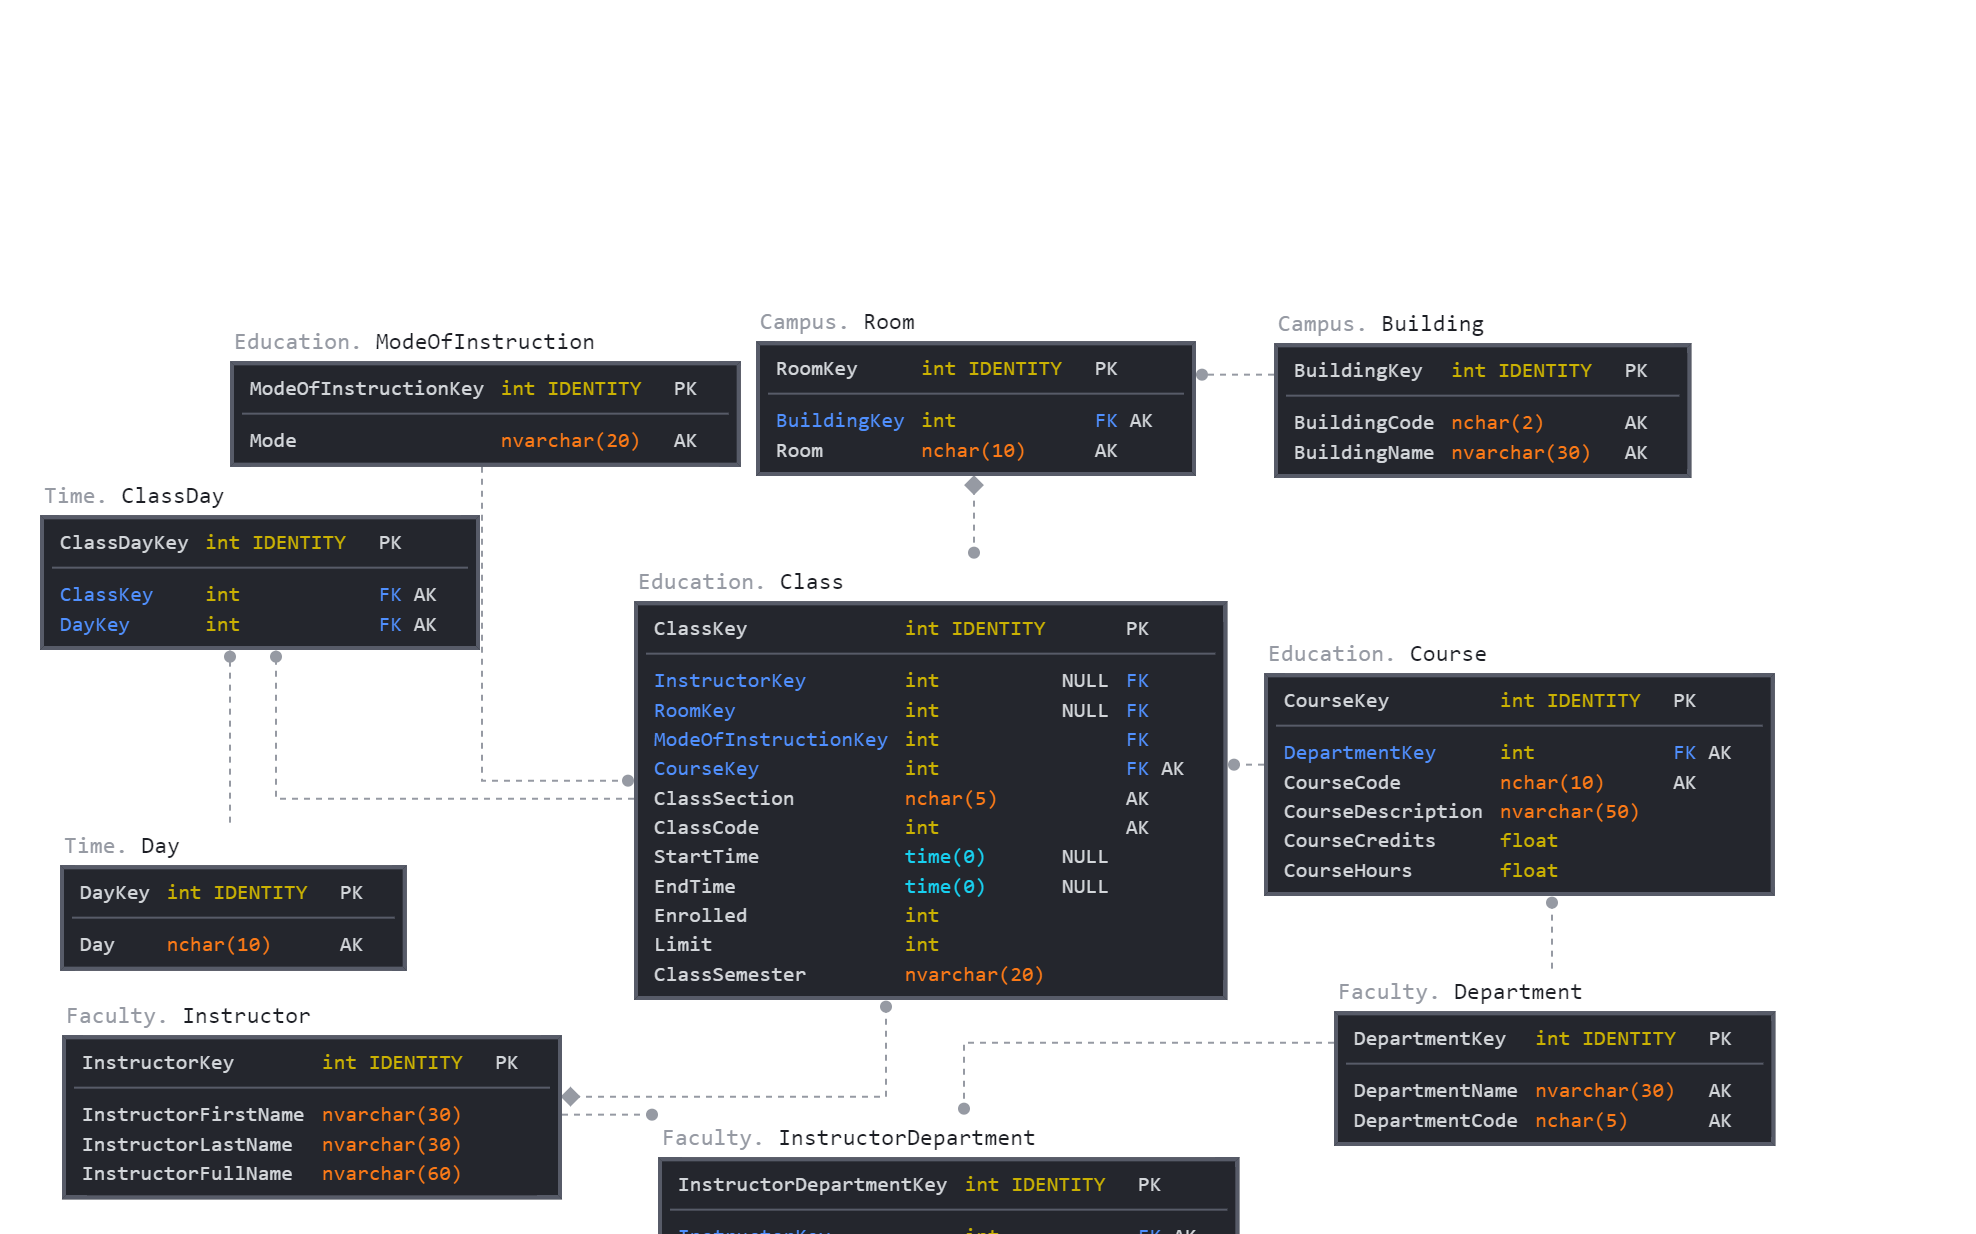 Education. ModeOfInstruction
ModeOfInstructionKey int IDENTITY PK
Mode nvarchar(20) AK
Campus. Room
RoomKey int IDENTITY PK
BuildingKey int FK AK
Room nchar(10) AK
Campus. Building
BuildingKey int IDENTITY PK
BuildingCode nchar(2) AK
BuildingName nvarchar(30) AK
Time. ClassDay
ClassDayKey int IDENTITY PK
ClassKey int FK AK
DayKey int FK AK
Education. Class
ClassKey int IDENTITY PK
InstructorKey int NULL FK
RoomKey int NULL FK
ModeOfInstructionKey int FK
CourseKey int FK AK
ClassSection nchar(5) AK
ClassCode int AK
StartTime time(0) NULL
EndTime time(0) NULL
Enrolled int
Limit int
ClassSemester nvarchar(20)
Education. Course
CourseKey int IDENTITY PK
DepartmentKey int FK AK
CourseCode nchar(10) AK
CourseDescription nvarchar(50)
CourseCredits float
CourseHours float
Time. Day
DayKey int IDENTITY PK
Day nchar(10) AK
Faculty. Instructor
InstructorKey int IDENTITY PK
InstructorFirstName nvarchar(30)
InstructorLastName nvarchar(30)
InstructorFullName nvarchar(60)
Faculty. Department
DepartmentKey int IDENTITY PK
DepartmentName nvarchar(30) AK
DepartmentCode nchar(5) AK
Faculty. InstructorDepartment
InstructorDepartmentKey int IDENTITY PK
InstructorKey int FK AK